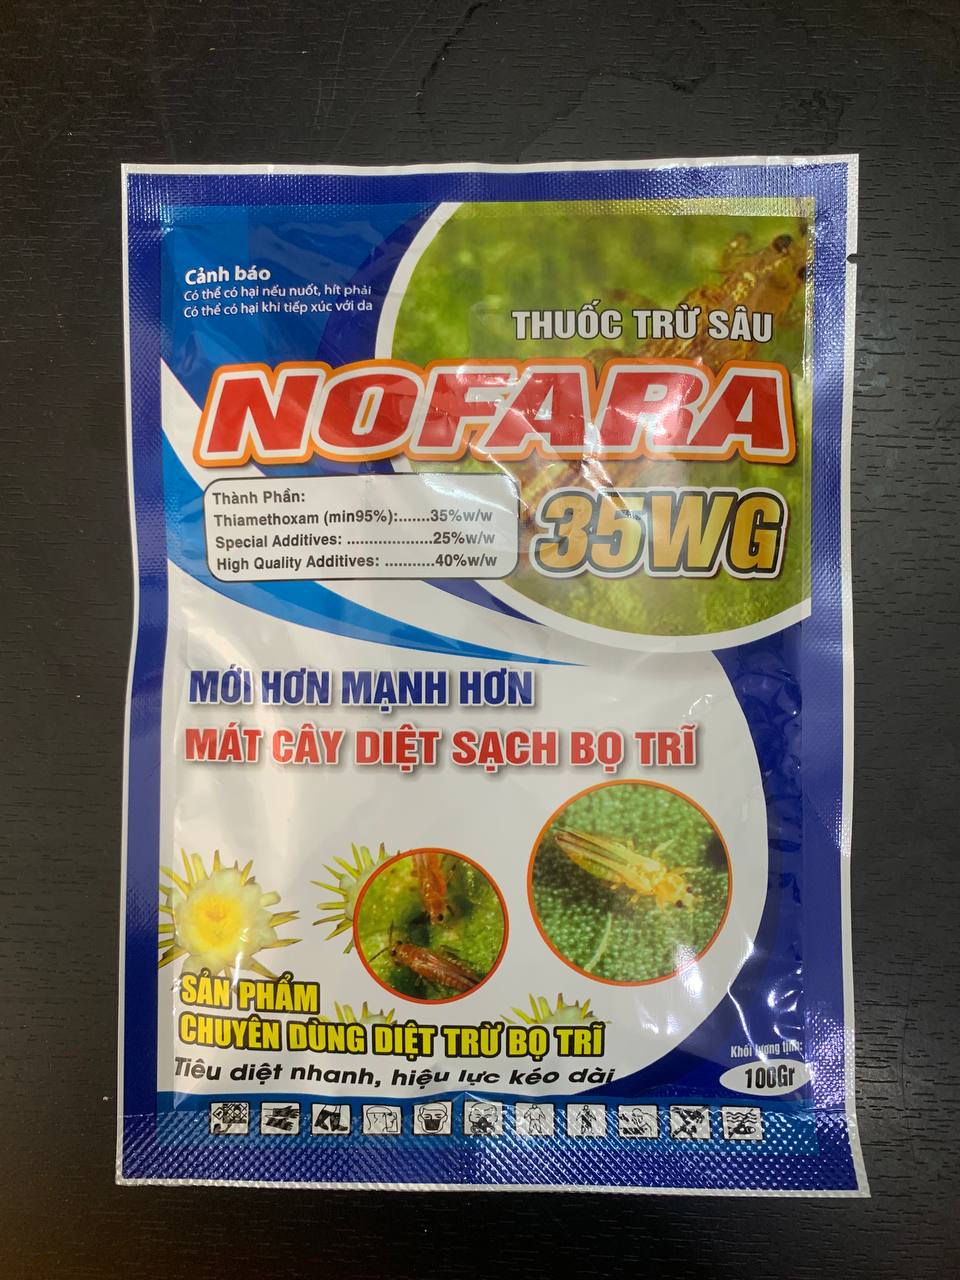 Cảnh báo
Có thể có hại nếu nuốt, hít phải
Có thể có hại khi tiếp xúc với da
THUỐC TRỪ SÂU
NOFARA
35WG
Thành Phần:
Thiamethoxam (min95%):.......35%w/w
Special Additives: ...................25%w/w
High Quality Additives: ...........40%w/w
MỚI HƠN MẠNH HƠN
MÁT CÂY DIỆT SẠCH BỌ TRĨ
SẢN PHẨM
CHUYÊN DÙNG DIỆT TRỪ BỌ TRĨ
Tiêu diệt nhanh, hiệu lực kéo dài
Khối lượng tịnh:
100Gr